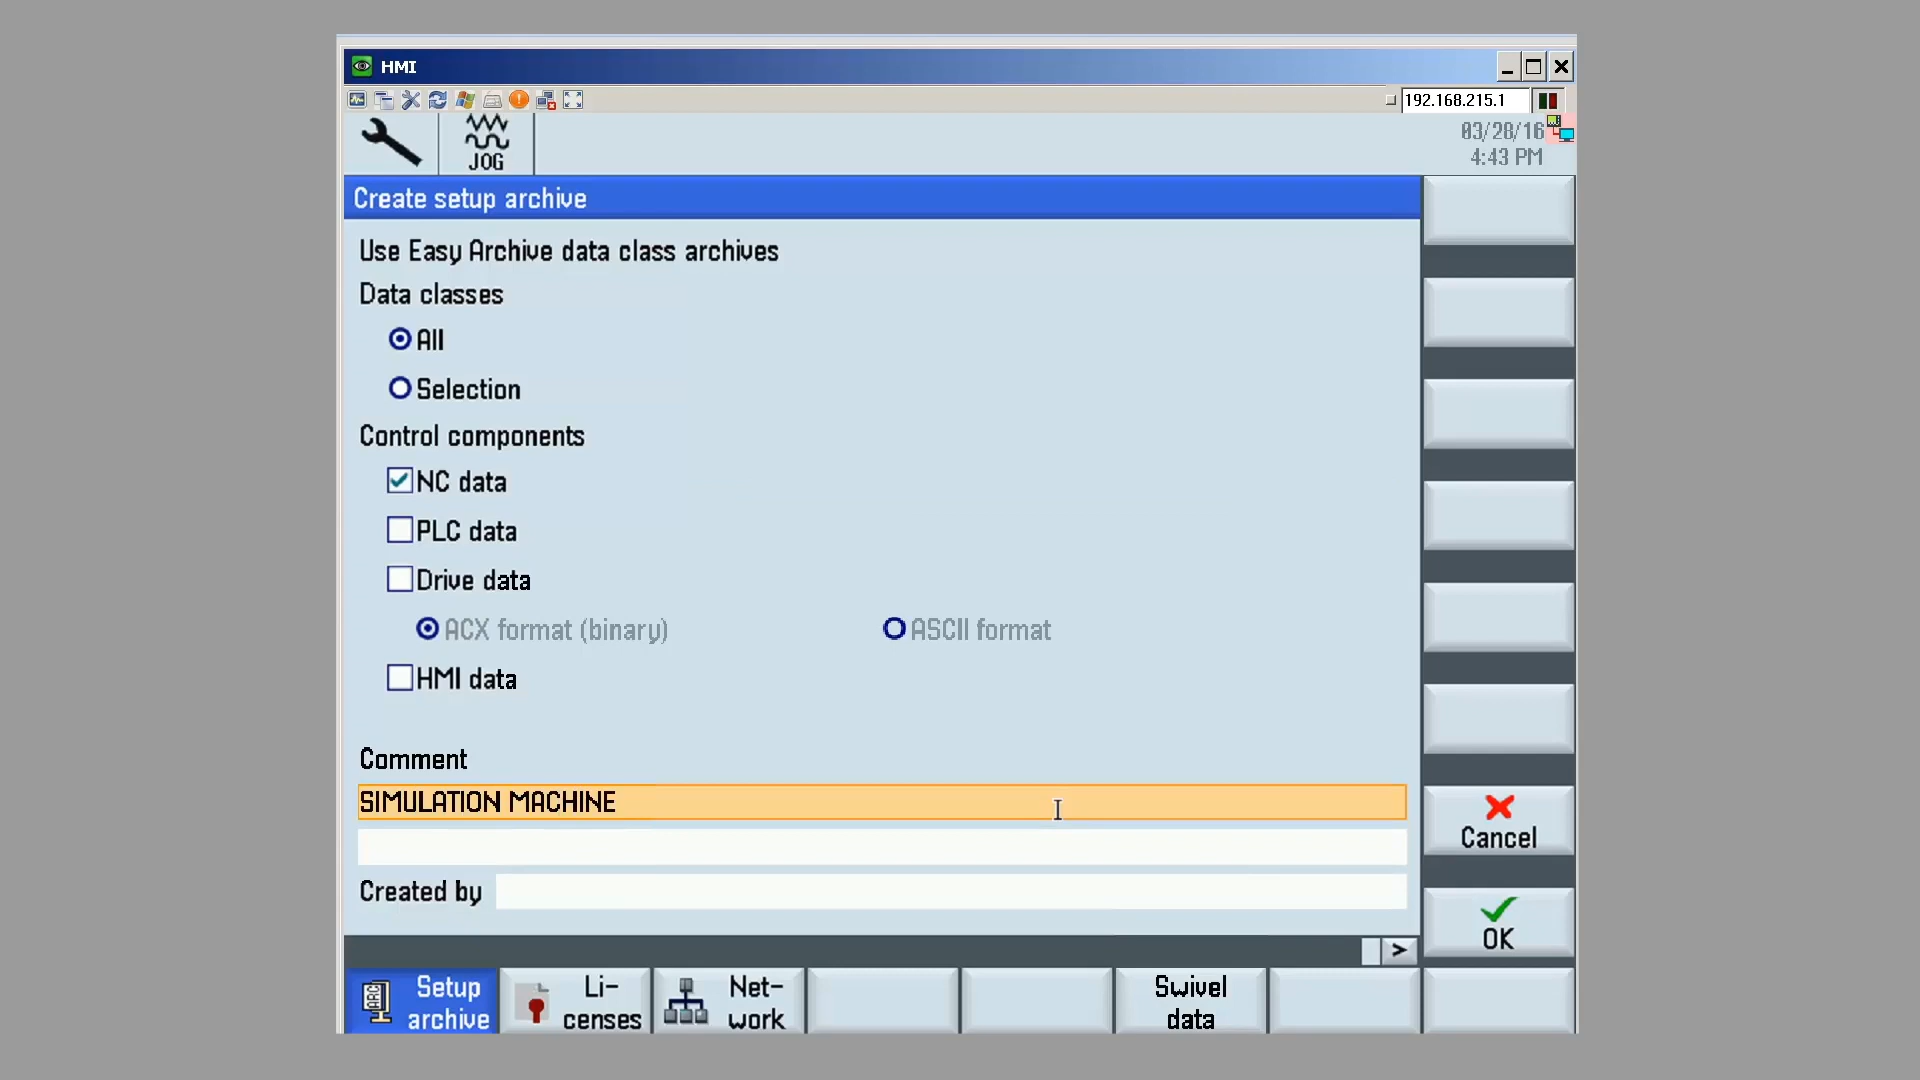 HMI
192.168.215.1
JOG
03/28/16
4:43 PM
Create setup archive
Use Easy Archive data class archives
Data classes
All
Selection
Control components
NC data
PLC data
Drive data
ACX format (binary)
ASCII format
HMI data
Comment
SIMULATION MACHINE
Cancel
Created by
OK
>
Setup
archive
Li-
censes
Net-
work
Swivel
data